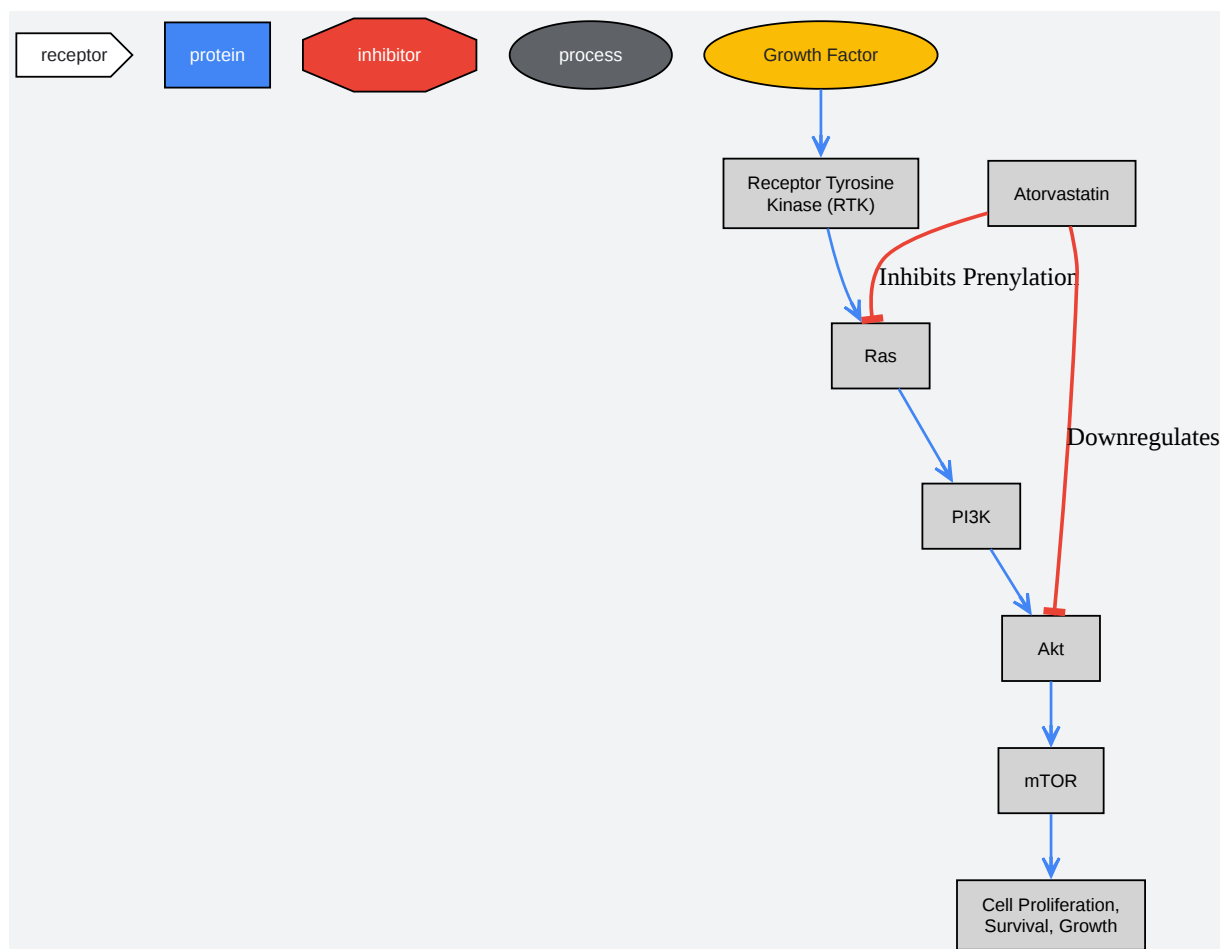 receptor
protein
inhibitor
process
Growth Factor
Receptor Tyrosine
Kinase (RTK)
Atorvastatin
Inhibits Prenylation
Ras
Downregulates
PI3K
Akt
mTOR
Cell Proliferation,
Survival, Growth